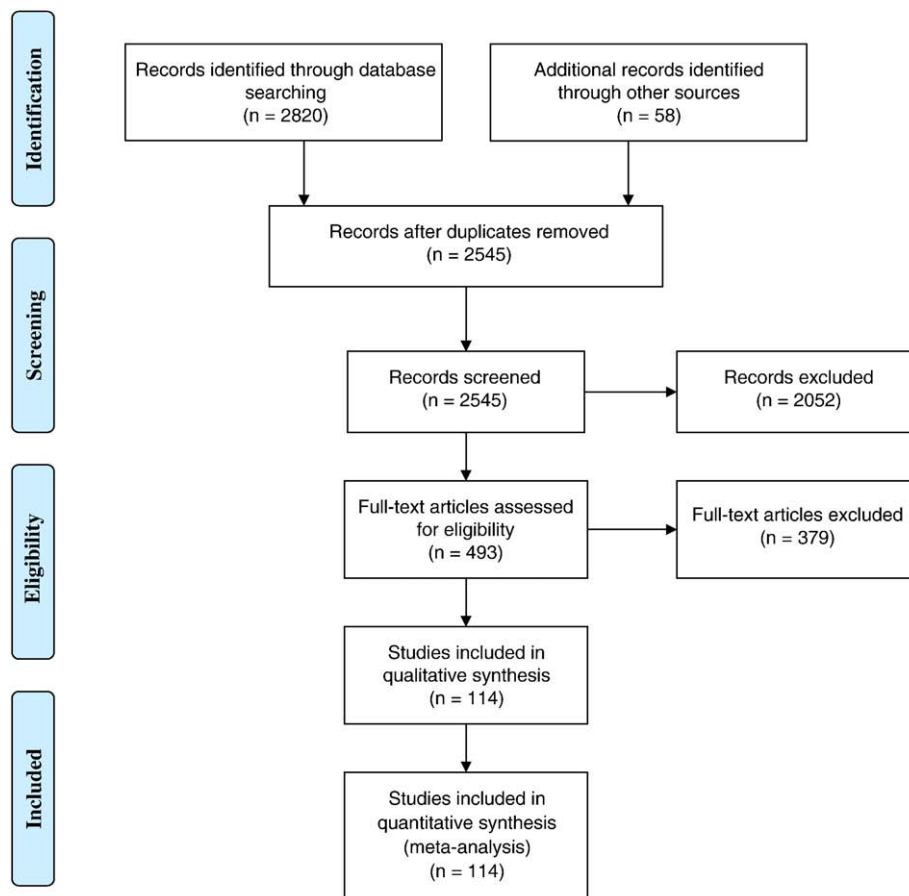 Identification
Records identified through database
searching
(n = 2820)
Additional records identified
through other sources
(n = 58)
Records after duplicates removed
(n = 2545)
Screening
Records screened
(n = 2545)
Records excluded
(n = 2052)
Eligibility
Full-text articles assessed
for eligibility
(n = 493)
Full-text articles excluded
(n = 379)
Studies included in
qualitative synthesis
(n = 114)
Included
Studies included in
quantitative synthesis
(meta-analysis)
(n = 114)